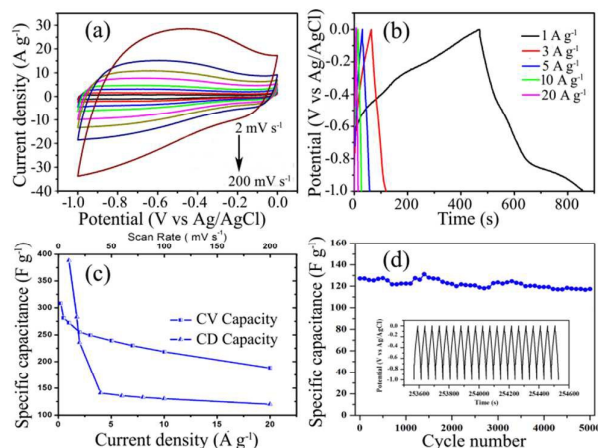 (a)
Current density (A g⁻¹)
30
20
10
0
-10
-20
-30
-40
-1.0 -0.8 -0.6 -0.4 -0.2 0.0
Potential (V vs Ag/AgCl)
2 mV s⁻¹
200 mV s⁻¹
(b)
Potential (V vs Ag/AgCl)
0.0
-0.2
-0.4
-0.6
-0.8
-1.0
0 200 400 600 800
Time (s)
1 A g⁻¹
3 A g⁻¹
5 A g⁻¹
10 A g⁻¹
20 A g⁻¹
Scan Rate ( mV s⁻¹)
0 50 100 150 200
(c)
Specific capacitance (F g⁻¹)
400
350
300
250
200
150
100
CV Capacity
CD Capacity
0 5 10 15 20
Current density (A g⁻¹)
(d)
Specific capacitance (F g⁻¹)
160
140
120
100
80
60
40
20
0
0 1000 2000 3000 4000 5000
Cycle number
Potential (V vs Ag/AgCl)
0.0
-0.2
-0.4
-0.6
-0.8
-1.0
253600 253800 254000 254200 254400 254600
Time (s)